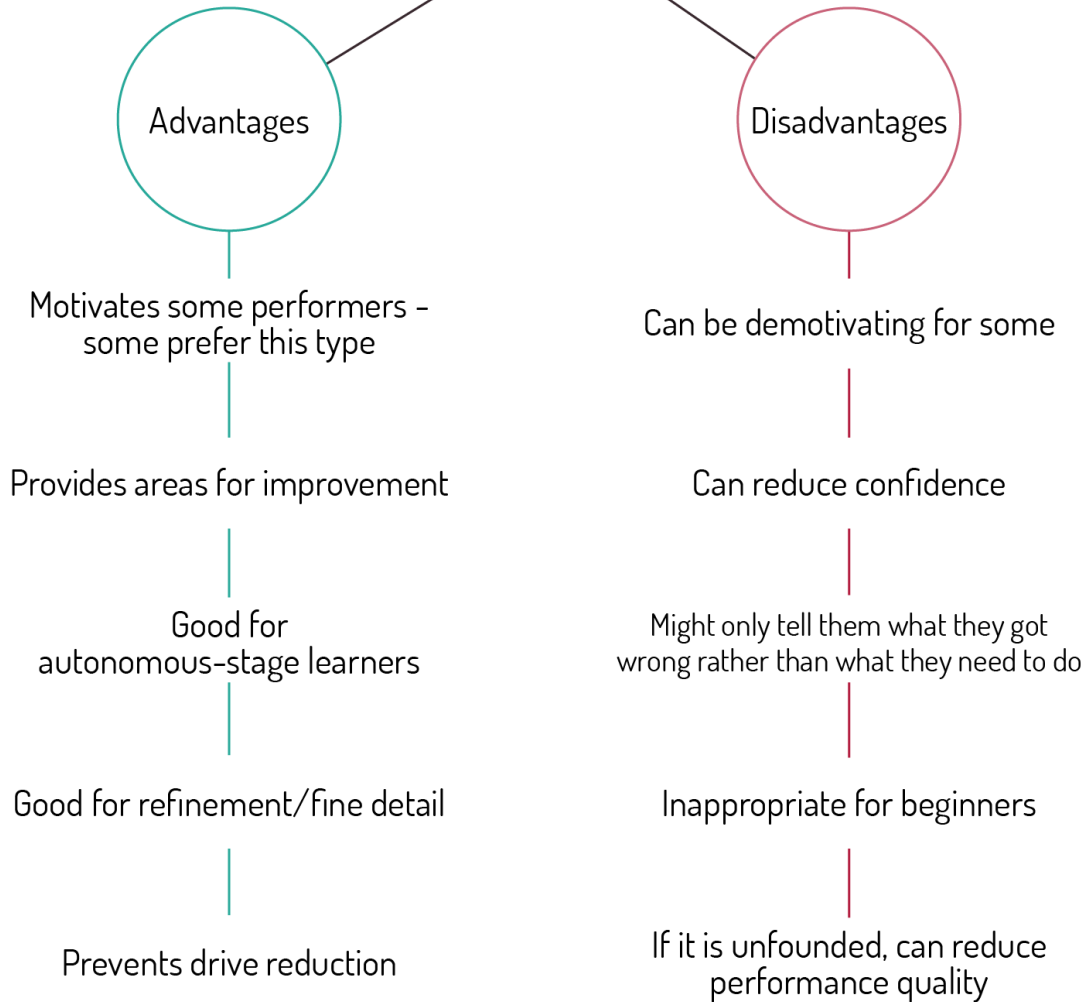 Advantages
Motivates some performers -
some prefer this type
Provides areas for improvement
Good for
autonomous-stage learners
Good for refinement/fine detail
Prevents drive reduction
Disadvantages
Can be demotivating for some
Can reduce confidence
Might only tell them what they got
wrong rather than what they need to do
Inappropriate for beginners
If it is unfounded, can reduce
performance quality